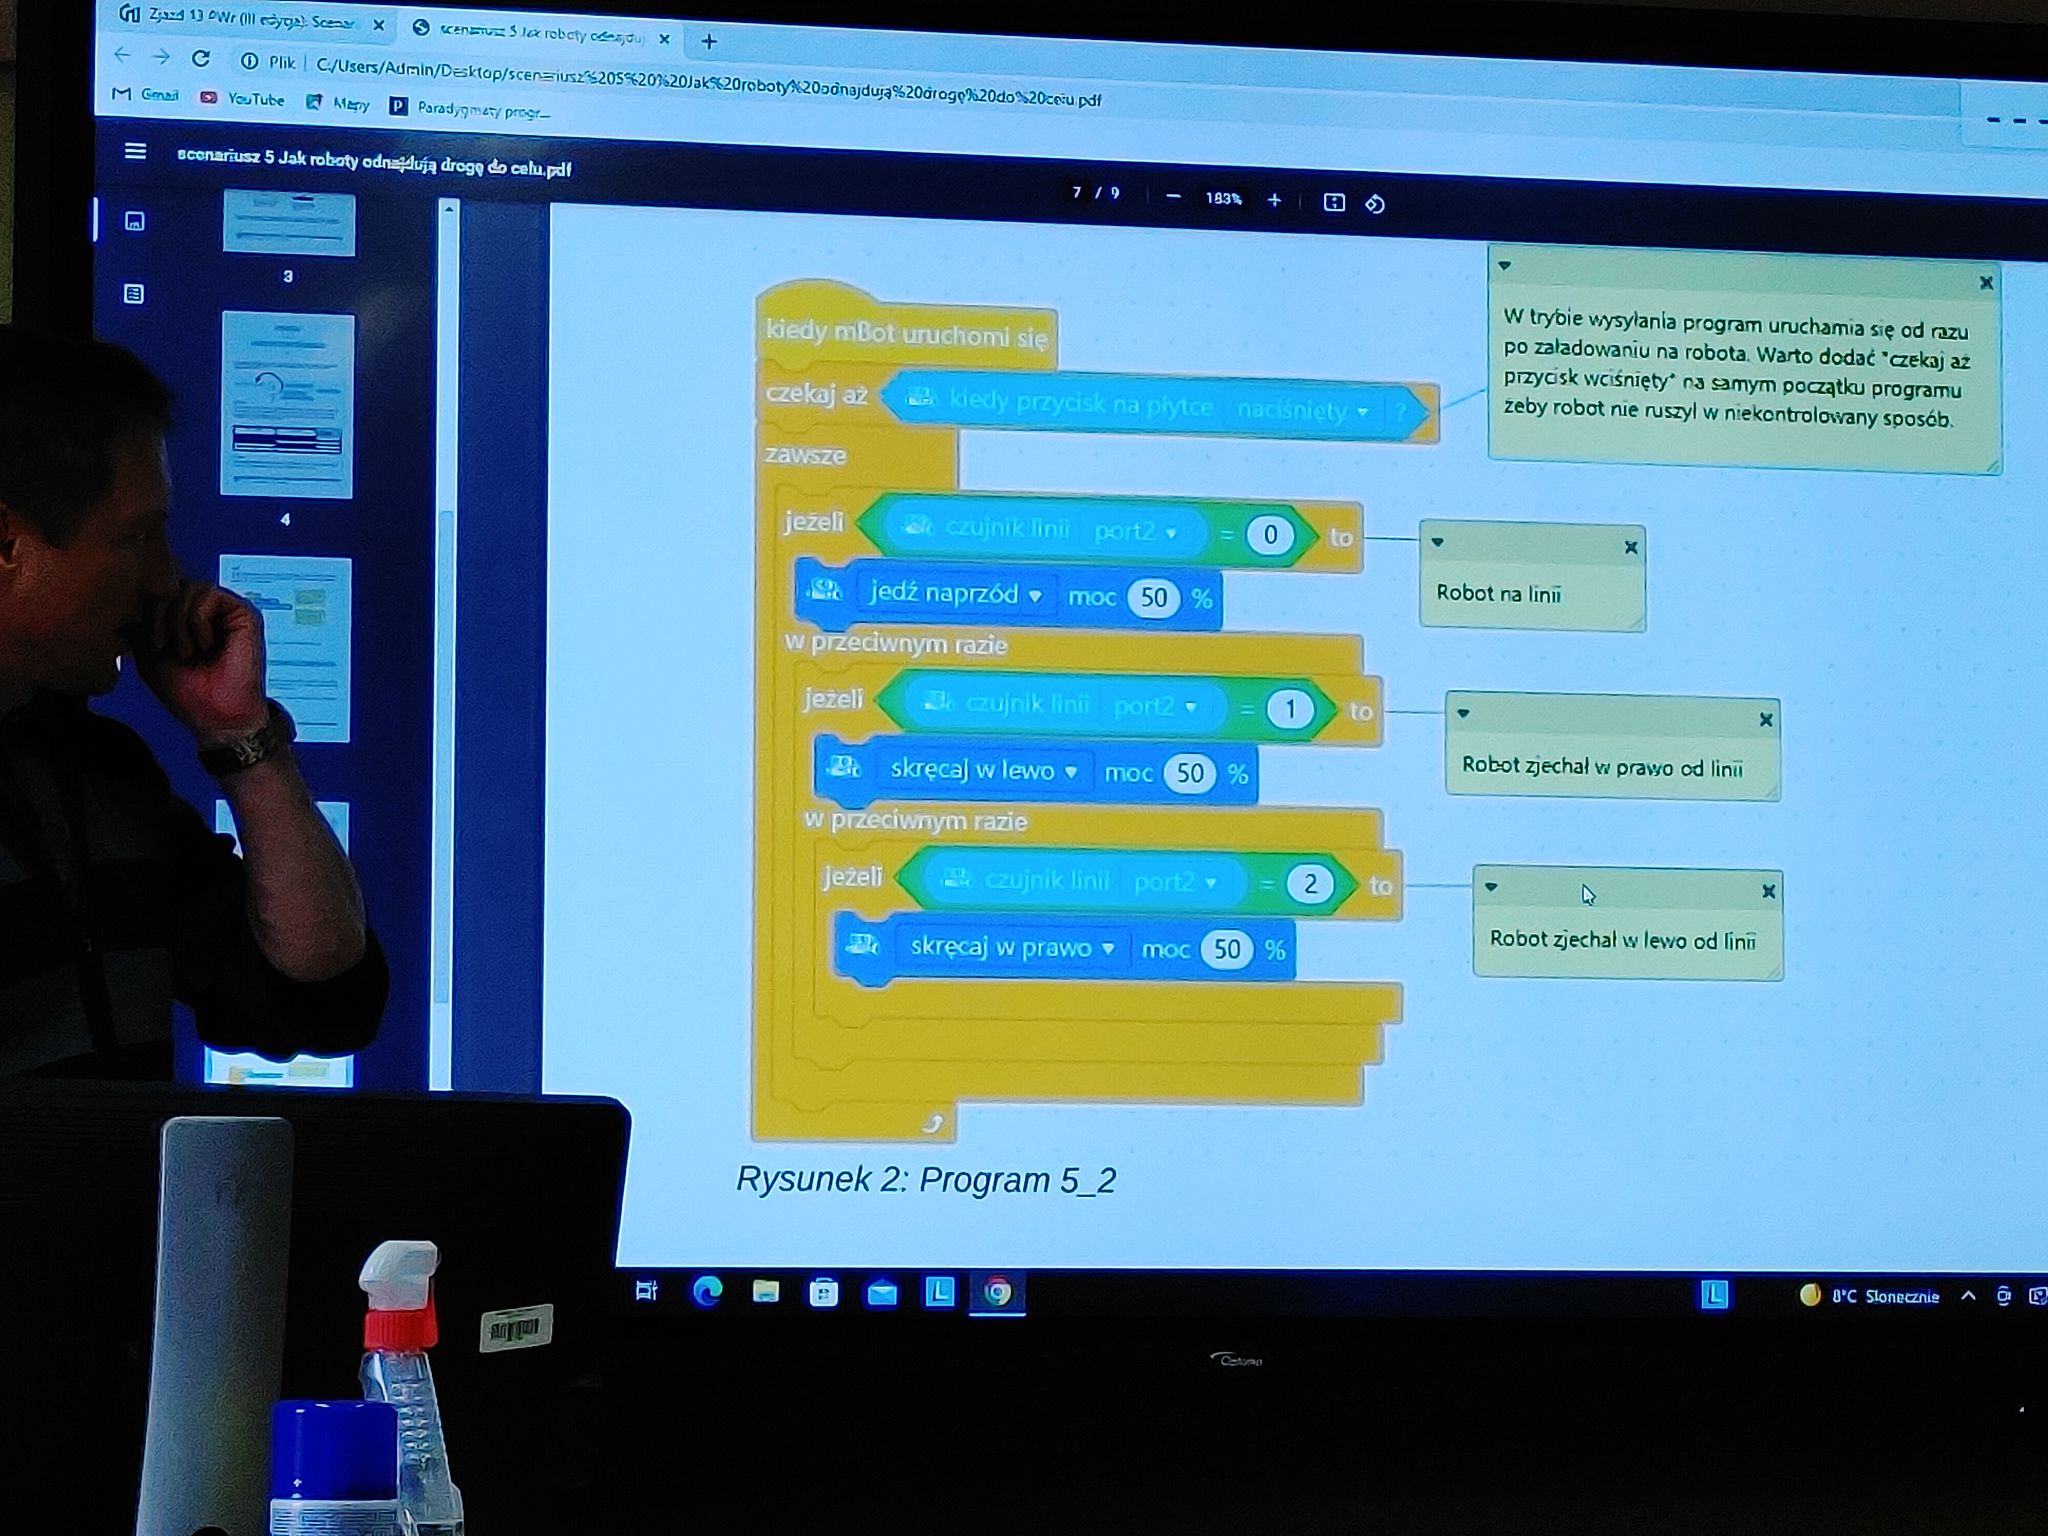 Zjazd 13 PWr (III edycja): Scenar
scenariusz 5 Jak roboty odnajdują
Plik
C:/Users/Admin/Desktop/scenariusz%205%20%20Jak%20roboty%20odnajdują%20drogę%20do%20celu.pdf
Gmail
YouTube
Mapy
Paradygmaty progr...
scenariusz 5 Jak roboty odnajdują drogę do celu.pdf
7 / 9
183%
3
4
kiedy mBot uruchomi się
czekaj aż kiedy przycisk na płytce naciśnięty ?
zawsze
W trybie wysyłania program uruchamia się od razu
po załadowaniu na robota. Warto dodać "czekaj aż
przycisk wciśnięty" na samym początku programu
żeby robot nie ruszyl w niekontrolowany sposób.
jeżeli czujnik linii port2 = 0 to
Robot na linii
jedź naprzód moc 50 %
w przeciwnym razie
jeżeli czujnik linii port2 = 1 to
Robot zjechał w prawo od linii
skręcaj w lewo moc 50 %
w przeciwnym razie
jeżeli czujnik linii port2 = 2 to
Robot zjechał w lewo od linii
skręcaj w prawo moc 50 %
Rysunek 2: Program 5_2
8°C Słonecznie
Optoma